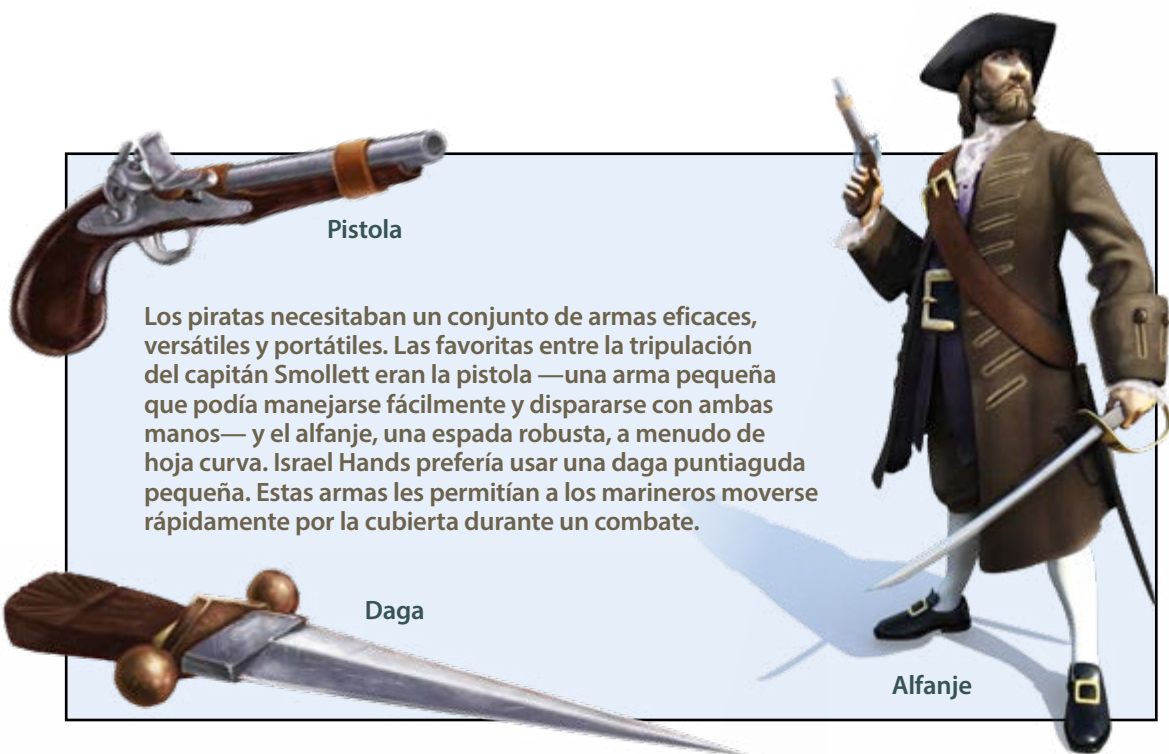 Pistola
Los piratas necesitaban un conjunto de armas eficaces,
versátiles y portátiles. Las favoritas entre la tripulación
del capitán Smollett eran la pistola —una arma pequeña
que podía manejarse fácilmente y dispararse con ambas
manos— y el alfanje, una espada robusta, a menudo de
hoja curva. Israel Hands prefería usar una daga puntiaguda
pequeña. Estas armas les permitían a los marineros moverse
rápidamente por la cubierta durante un combate.
Daga
Alfanje